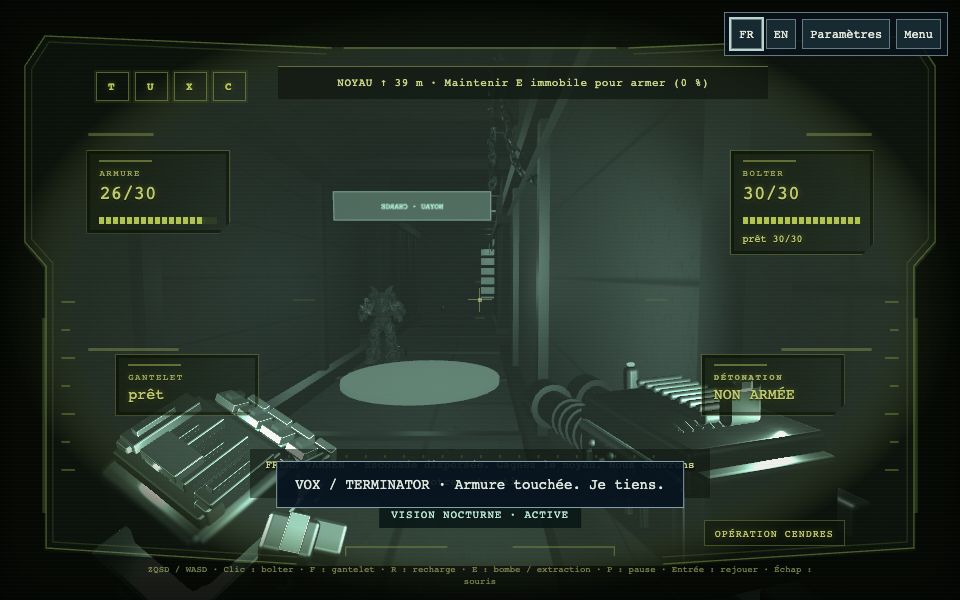 FR EN Paramètres Menu
T U X C
NOYAU ↑ 39 m · Maintenir E immobile pour armer (0 %)
ARMURE
26/30
BOLTER
30/30
prêt 30/30
NOYAU · CHARGE
GANTELET
prêt
DÉTONATION
NON ARMÉE
VOX / TERMINATOR · Armure touchée. Je tiens.
VISION NOCTURNE · ACTIVE
OPÉRATION CENDRES
ZQSD / WASD · Clic : bolter · F : gantelet · R : recharge · E : bombe / extraction · P : pause · Entrée : rejouer · Échap :
souris